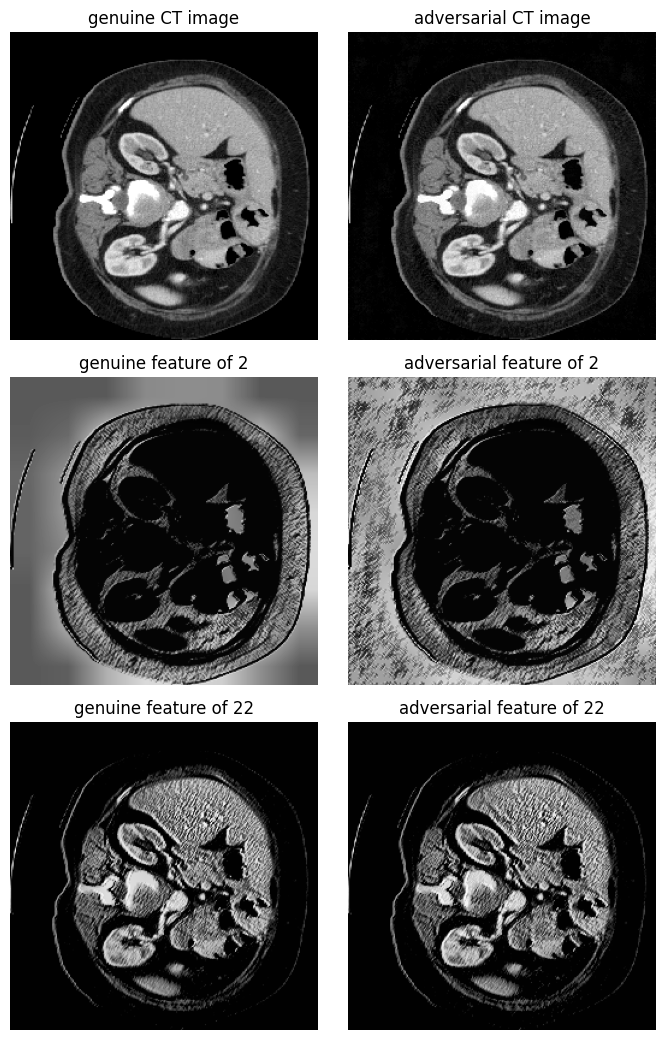 genuine CT image
adversarial CT image
genuine feature of 2
adversarial feature of 2
genuine feature of 22
adversarial feature of 22